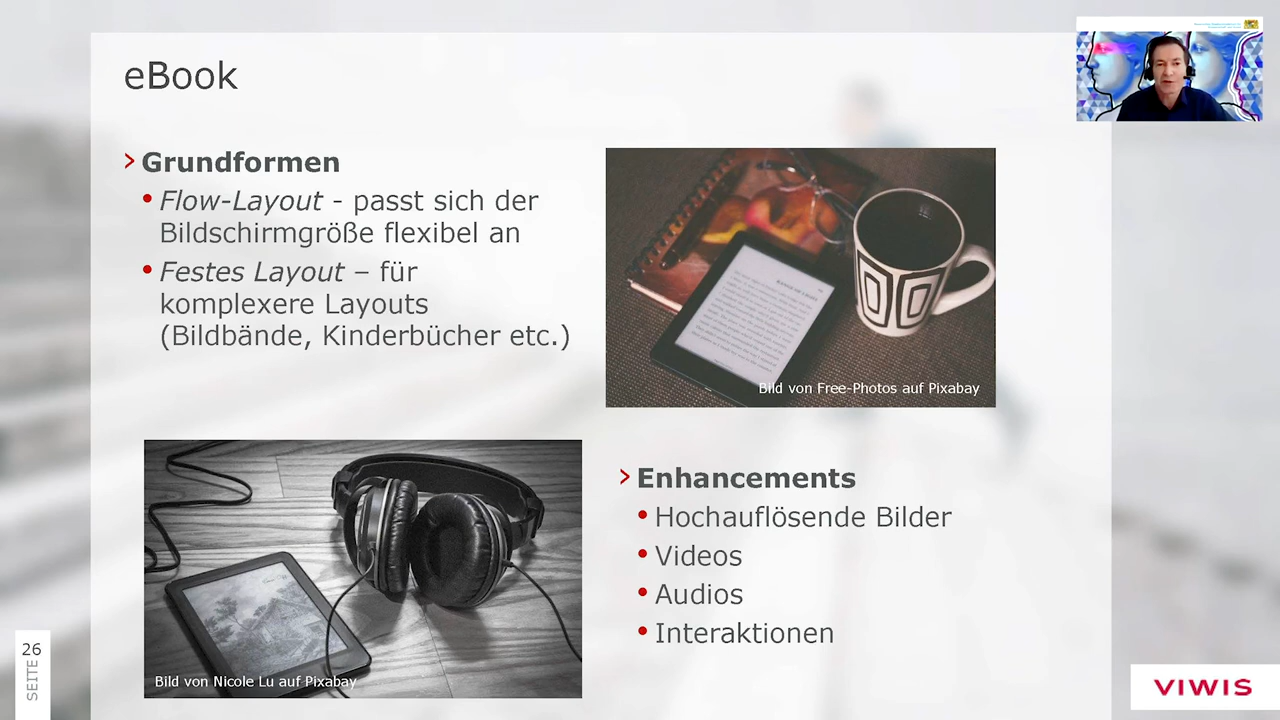 eBook
› Grundformen
• Flow-Layout - passt sich der
Bildschirmgröße flexibel an
• Festes Layout – für
komplexere Layouts
(Bildbände, Kinderbücher etc.)
Bild von Free-Photos auf Pixabay
› Enhancements
• Hochauflösende Bilder
• Videos
• Audios
• Interaktionen
Bild von Nicole Lu auf Pixabay
26
SEITE
VIWIS